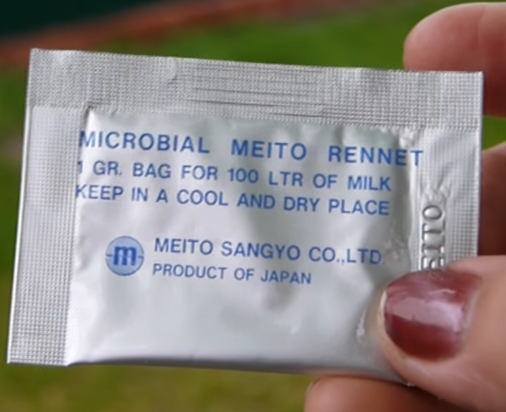 MICROBIAL MEITO RENNET
1 GR. BAG FOR 100 LTR OF MILK
KEEP IN A COOL AND DRY PLACE
m
MEITO SANGYO CO.,LTD
PRODUCT OF JAPAN
EITO